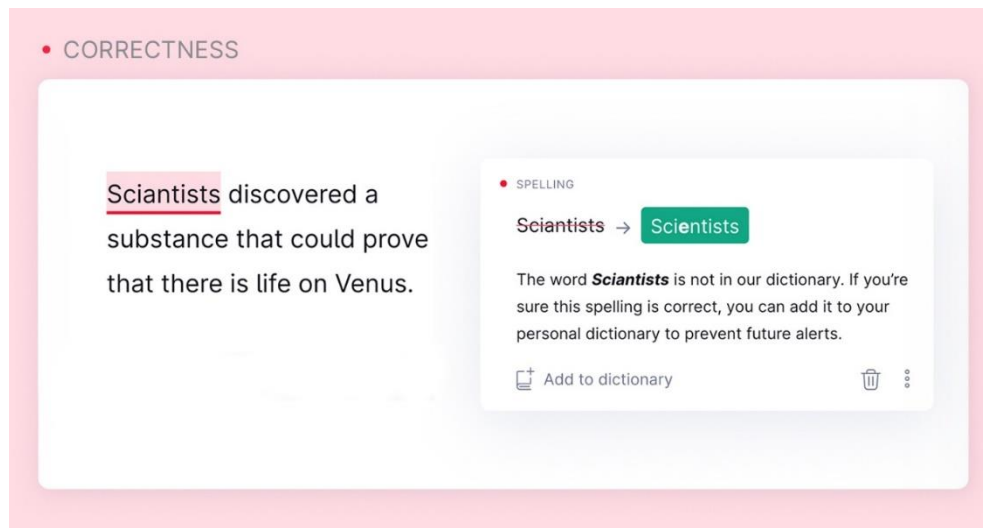 CORRECTNESS
Sciantists discovered a
substance that could prove
that there is life on Venus.
SPELLING
Sciantists → Scientists
The word Sciantists is not in our dictionary. If you're
sure this spelling is correct, you can add it to your
personal dictionary to prevent future alerts.
Add to dictionary